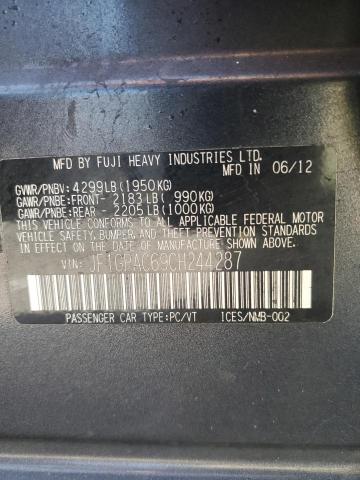 MFD BY FUJI HEAVY INDUSTRIES LTD.
MFD IN 06/12
GVWR/PNBV: 4299LB(1950KG)
GAWR/PNBE:FRONT- 2183LB( 990KG)
GAWR/PNBE:REAR - 2205LB(1000KG)
THIS VEHICLE CONFORMS TO ALL APPLICABLE FEDERAL MOTOR
VEHICLE SAFETY,BUMPER, AND THEFT PREVENTION STANDARDS IN
EFFECT ON THE DATE OF MANUFACTURE SHOWN ABOVE.
VIN: JF1GPAC69CH244287
PASSENGER CAR TYPE:PC/VT ICES/NMB-002